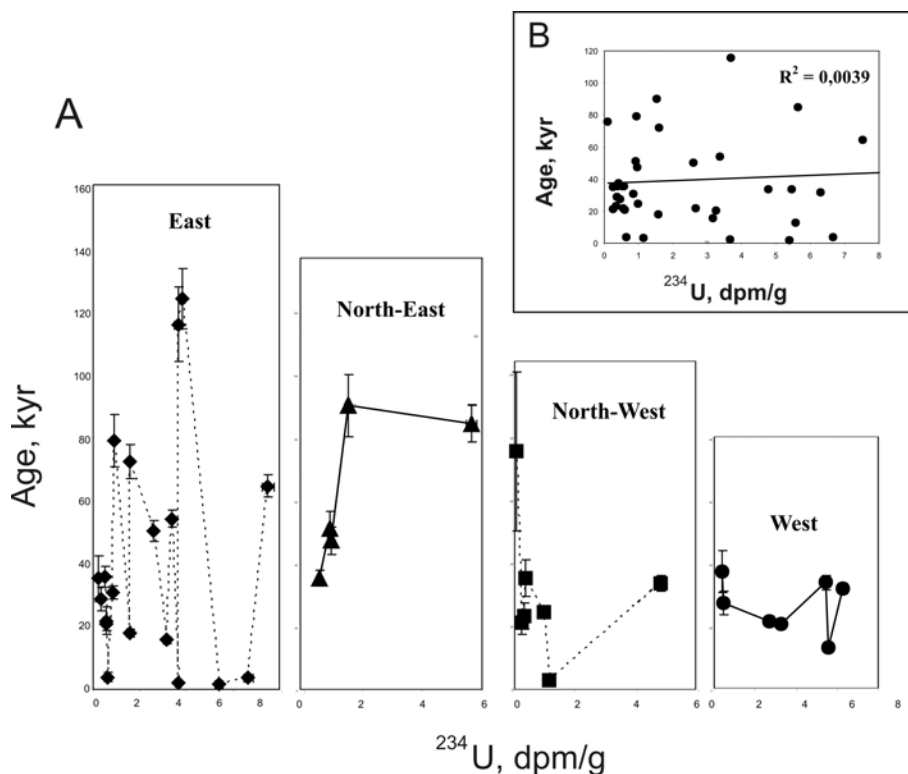 B
120
100
80
60
40
20
0
R² = 0,0039
Age, kyr
0 1 2 3 4 5 6 7 8
²³⁴U, dpm/g
A
160
140
120
100
80
60
40
20
0
Age, kyr
East
North-East
North-West
West
0 2 4 6 8
0 2 4 6
0 2 4 6
0 2 4 6 8
²³⁴U, dpm/g